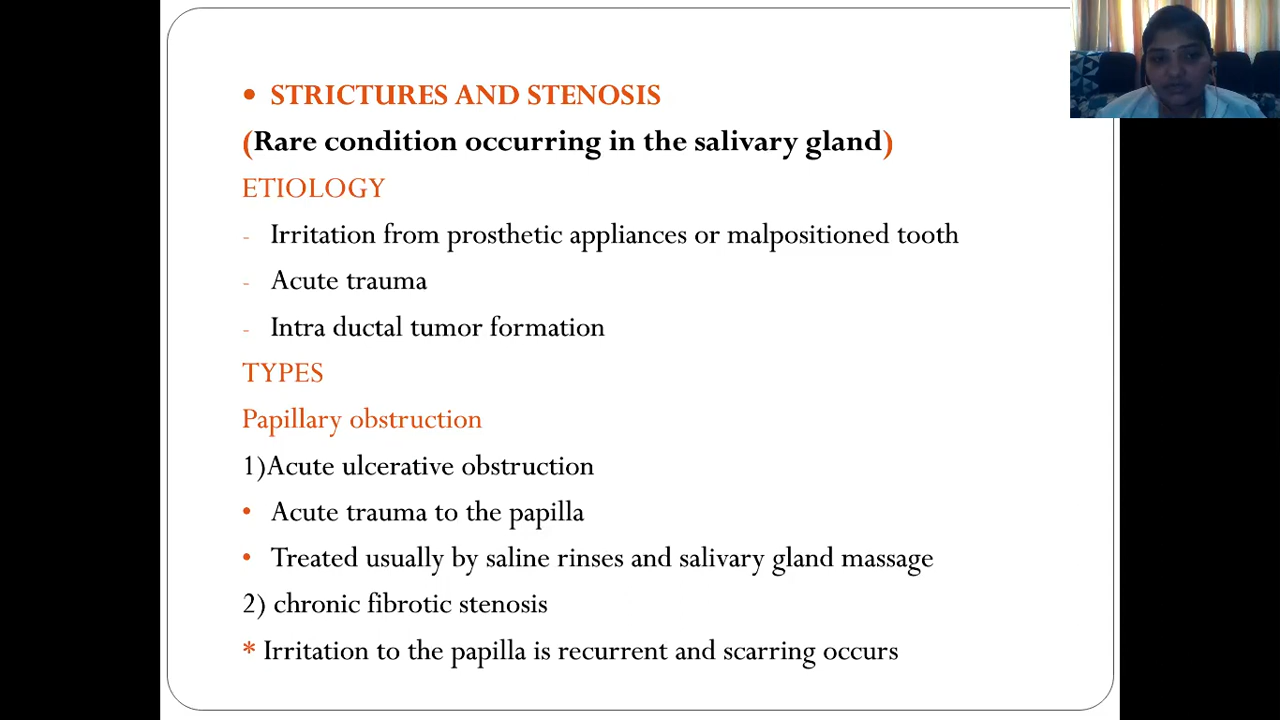 • STRICTURES AND STENOSIS
(Rare condition occurring in the salivary gland)
ETIOLOGY
- Irritation from prosthetic appliances or malpositioned tooth
- Acute trauma
- Intra ductal tumor formation
TYPES
Papillary obstruction
1)Acute ulcerative obstruction
• Acute trauma to the papilla
• Treated usually by saline rinses and salivary gland massage
2) chronic fibrotic stenosis
* Irritation to the papilla is recurrent and scarring occurs